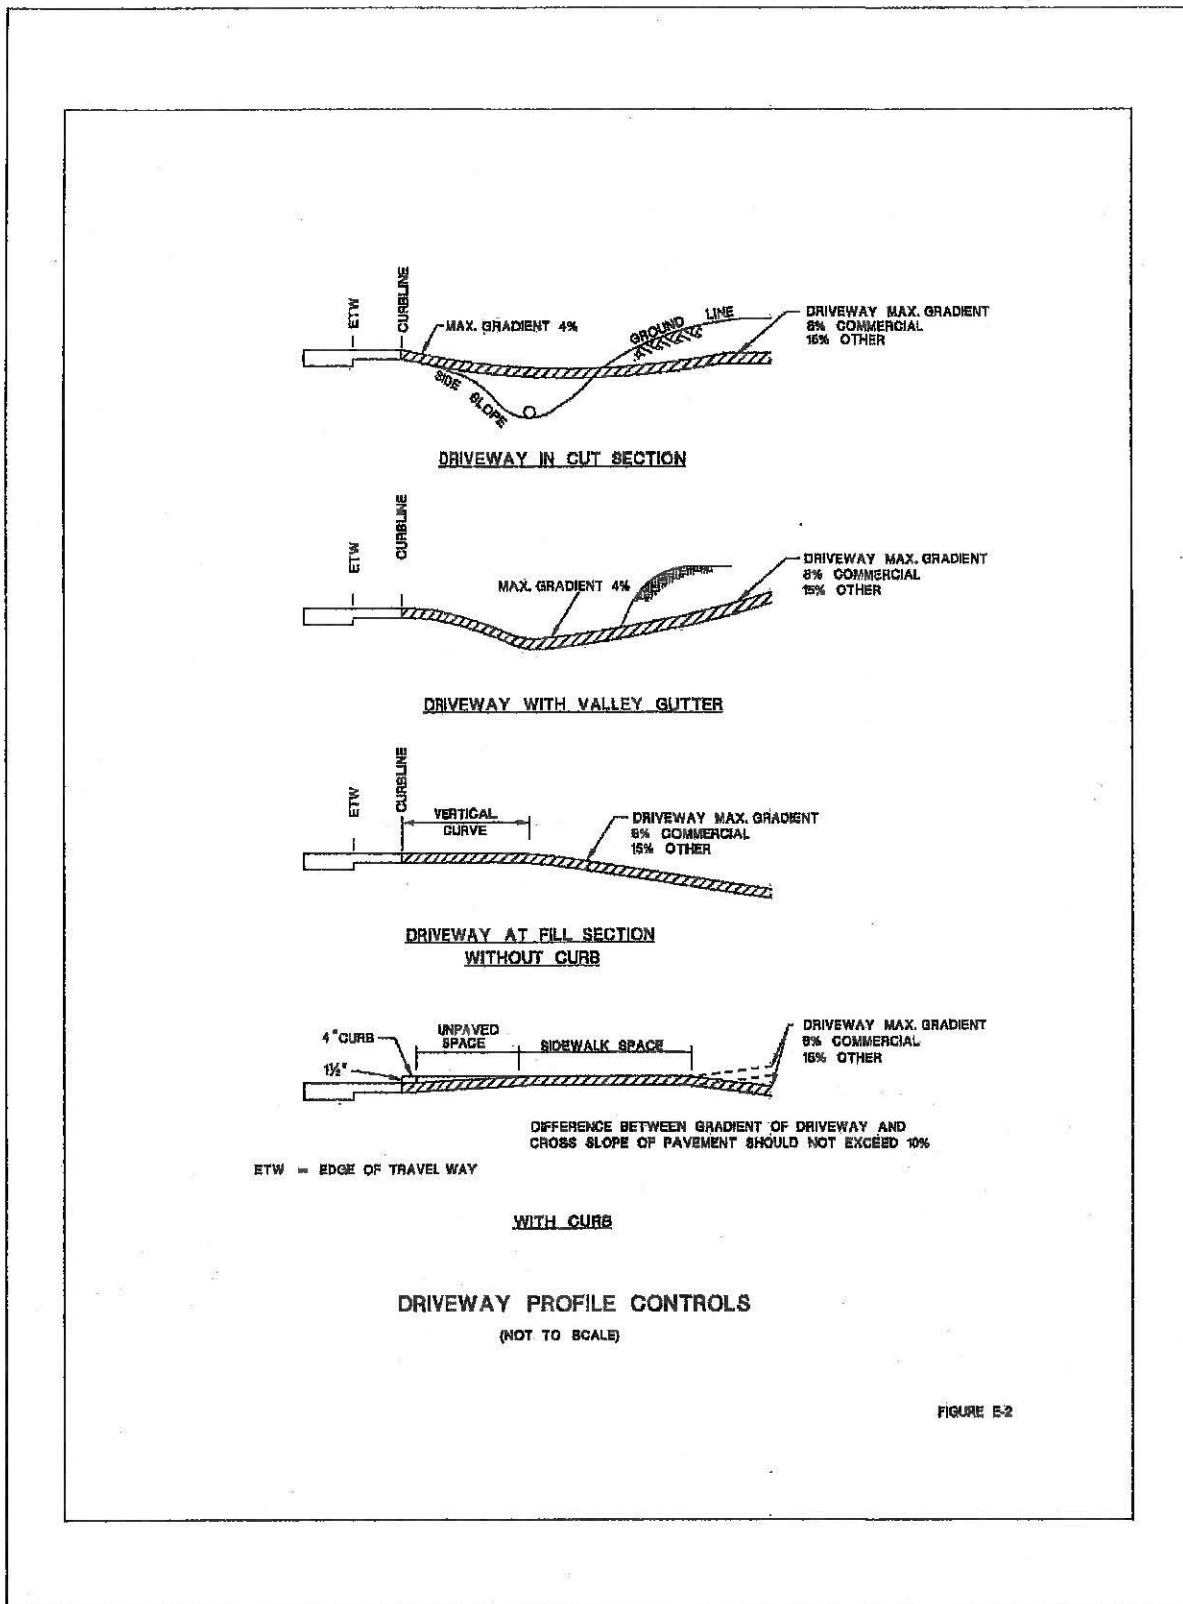 ETW
CURBLINE
MAX. GRADIENT 4%
GROUND LINE
DRIVEWAY MAX. GRADIENT
8% COMMERCIAL
15% OTHER
SIDE SLOPE
DRIVEWAY IN CUT SECTION
ETW
CURBLINE
MAX. GRADIENT 4%
DRIVEWAY MAX. GRADIENT
8% COMMERCIAL
15% OTHER
DRIVEWAY WITH VALLEY GUTTER
ETW
CURBLINE
VERTICAL
CURVE
DRIVEWAY MAX. GRADIENT
8% COMMERCIAL
15% OTHER
DRIVEWAY AT FILL SECTION
WITHOUT CURB
4" CURB
UNPAVED
SPACE
SIDEWALK SPACE
DRIVEWAY MAX. GRADIENT
8% COMMERCIAL
15% OTHER
1½"
DIFFERENCE BETWEEN GRADIENT OF DRIVEWAY AND
CROSS SLOPE OF PAVEMENT SHOULD NOT EXCEED 10%
ETW = EDGE OF TRAVEL WAY
WITH CURB
DRIVEWAY PROFILE CONTROLS
(NOT TO SCALE)
FIGURE E-2